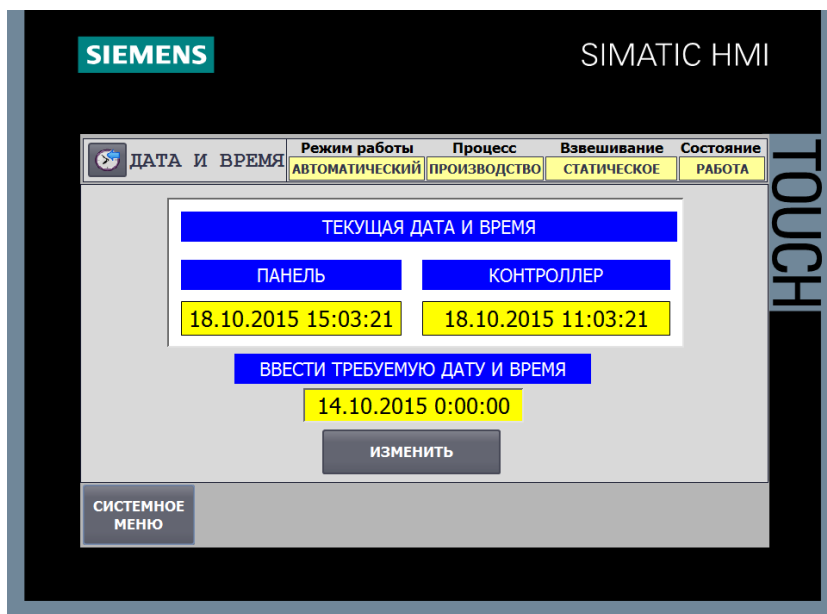 SIEMENS
SIMATIC HMI
TOUCH
ДАТА И ВРЕМЯ
Режим работы Процесс Взвешивание Состояние
АВТОМАТИЧЕСКИЙ ПРОИЗВОДСТВО СТАТИЧЕСКОЕ РАБОТА
ТЕКУЩАЯ ДАТА И ВРЕМЯ
ПАНЕЛЬ КОНТРОЛЛЕР
18.10.2015 15:03:21 18.10.2015 11:03:21
ВВЕСТИ ТРЕБУЕМУЮ ДАТУ И ВРЕМЯ
14.10.2015 0:00:00
ИЗМЕНИТЬ
СИСТЕМНОЕ
МЕНЮ